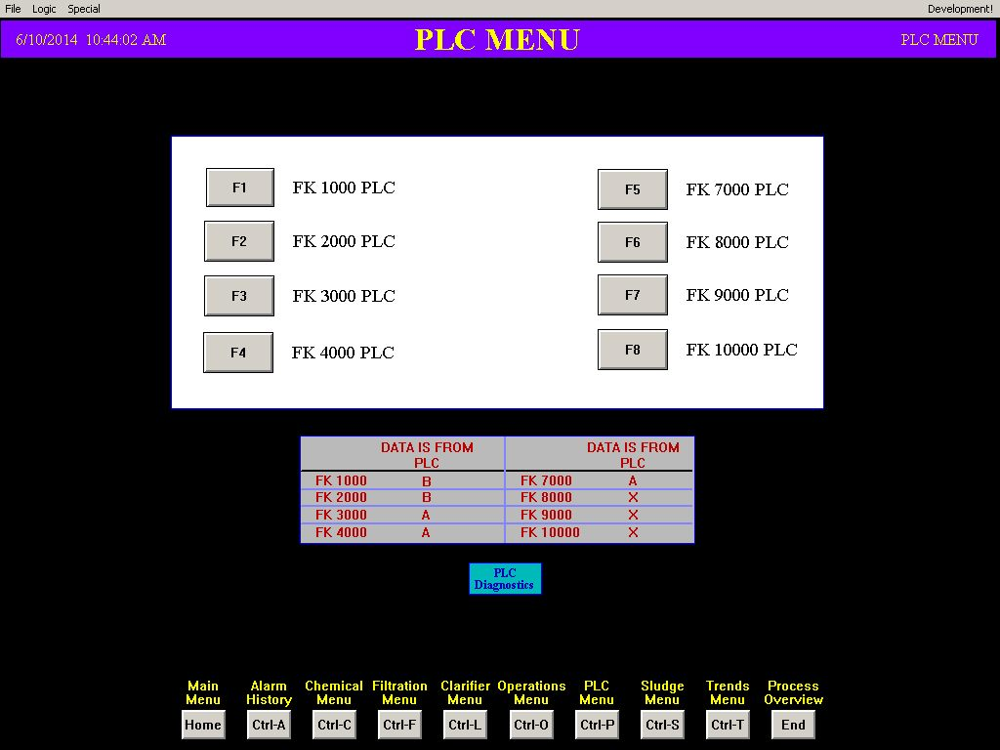 File Logic Special Development!
6/10/2014 10:44:02 AM PLC MENU PLC MENU
F1 FK 1000 PLC F5 FK 7000 PLC
F2 FK 2000 PLC F6 FK 8000 PLC
F3 FK 3000 PLC F7 FK 9000 PLC
F4 FK 4000 PLC F8 FK 10000 PLC
DATA IS FROM DATA IS FROM
PLC PLC
FK 1000 B FK 7000 A
FK 2000 B FK 8000 X
FK 3000 A FK 9000 X
FK 4000 A FK 10000 X
PLC
Diagnostics
Main Alarm Chemical Filtration Clarifier Operations PLC Sludge Trends Process
Menu History Menu Menu Menu Menu Menu Menu Menu Overview
Home Ctrl-A Ctrl-C Ctrl-F Ctrl-L Ctrl-O Ctrl-P Ctrl-S Ctrl-T End